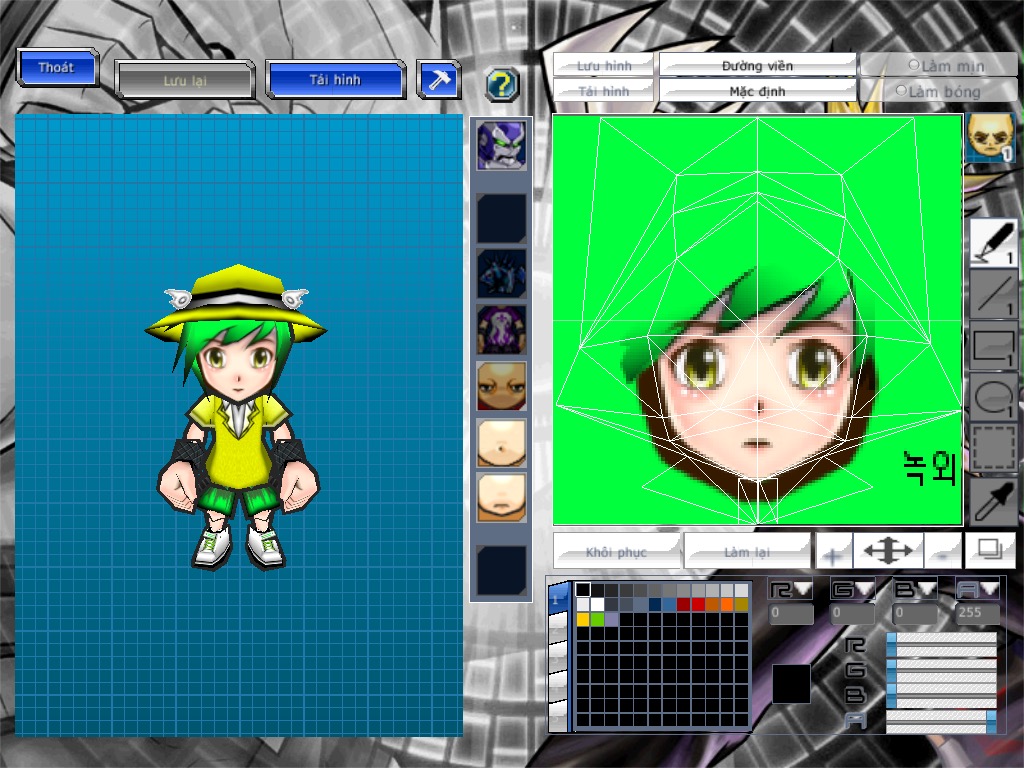 Thoát
Lưu lại
Tải hình
?
Lưu hình
Đường viền
Làm mịn
Tải hình
Mặc định
Làm bóng
1
1
1
1
1
녹외
Khôi phục
Làm lại
+
-
1
R
G
B
A
0
0
0
255
R
G
B
A